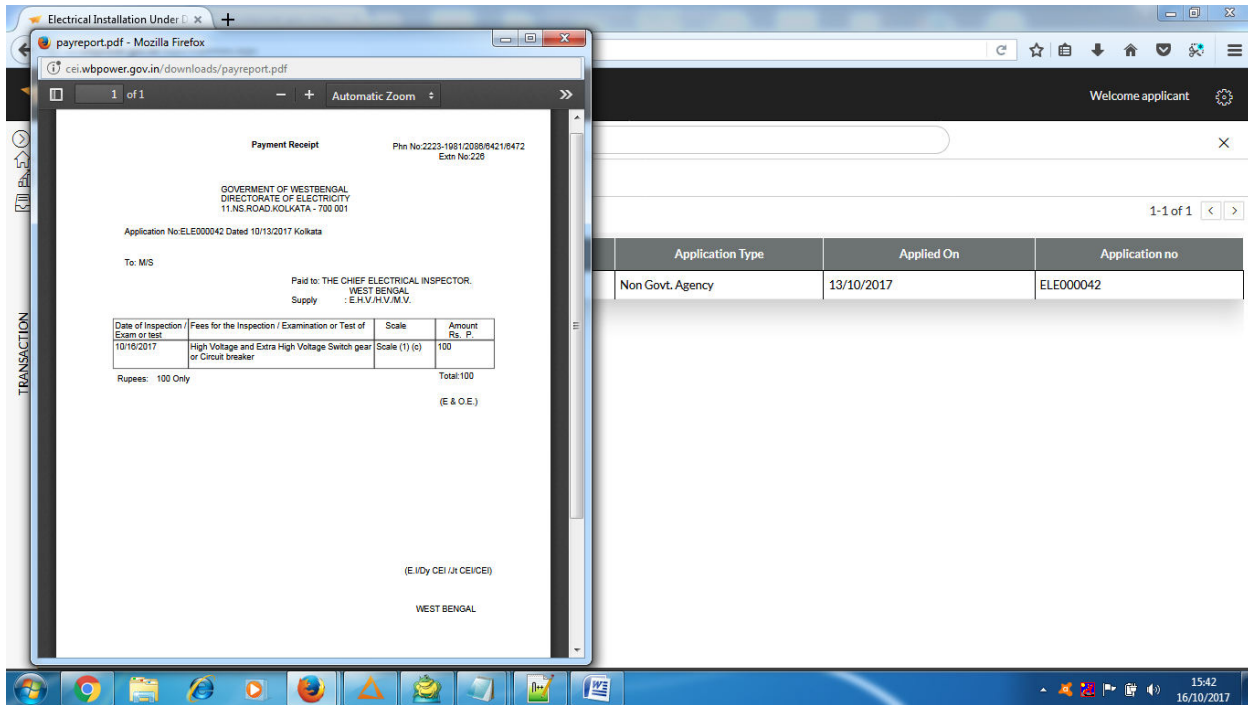 Electrical Installation Under D
payreport.pdf - Mozilla Firefox
cei.wbpower.gov.in/downloads/payreport.pdf
1 of 1
Automatic Zoom
Welcome applicant
Payment Receipt
Phn No:2223-1981/2086/6421/6472
Extn No:226
GOVERMENT OF WESTBENGAL
DIRECTORATE OF ELECTRICITY
11.NS.ROAD.KOLKATA - 700 001
Application No:ELE000042 Dated 10/13/2017 Kolkata
To: M/S
Paid to: THE CHIEF ELECTRICAL INSPECTOR.
WEST BENGAL
Supply : E.H.V./H.V./M.V.
Date of Inspection / Exam or test
Fees for the Inspection / Examination or Test of
Scale
Amount
Rs. P.
10/16/2017
High Voltage and Extra High Voltage Switch gear
or Circuit breaker
Scale (1) (c)
100
Rupees: 100 Only
Total:100
(E & O.E.)
(E.I/Dy CEI /Jt CEI/CEI)
WEST BENGAL
1-1 of 1
Application Type
Applied On
Application no
Non Govt. Agency
13/10/2017
ELE000042
TRANSACTION
15:42
16/10/2017